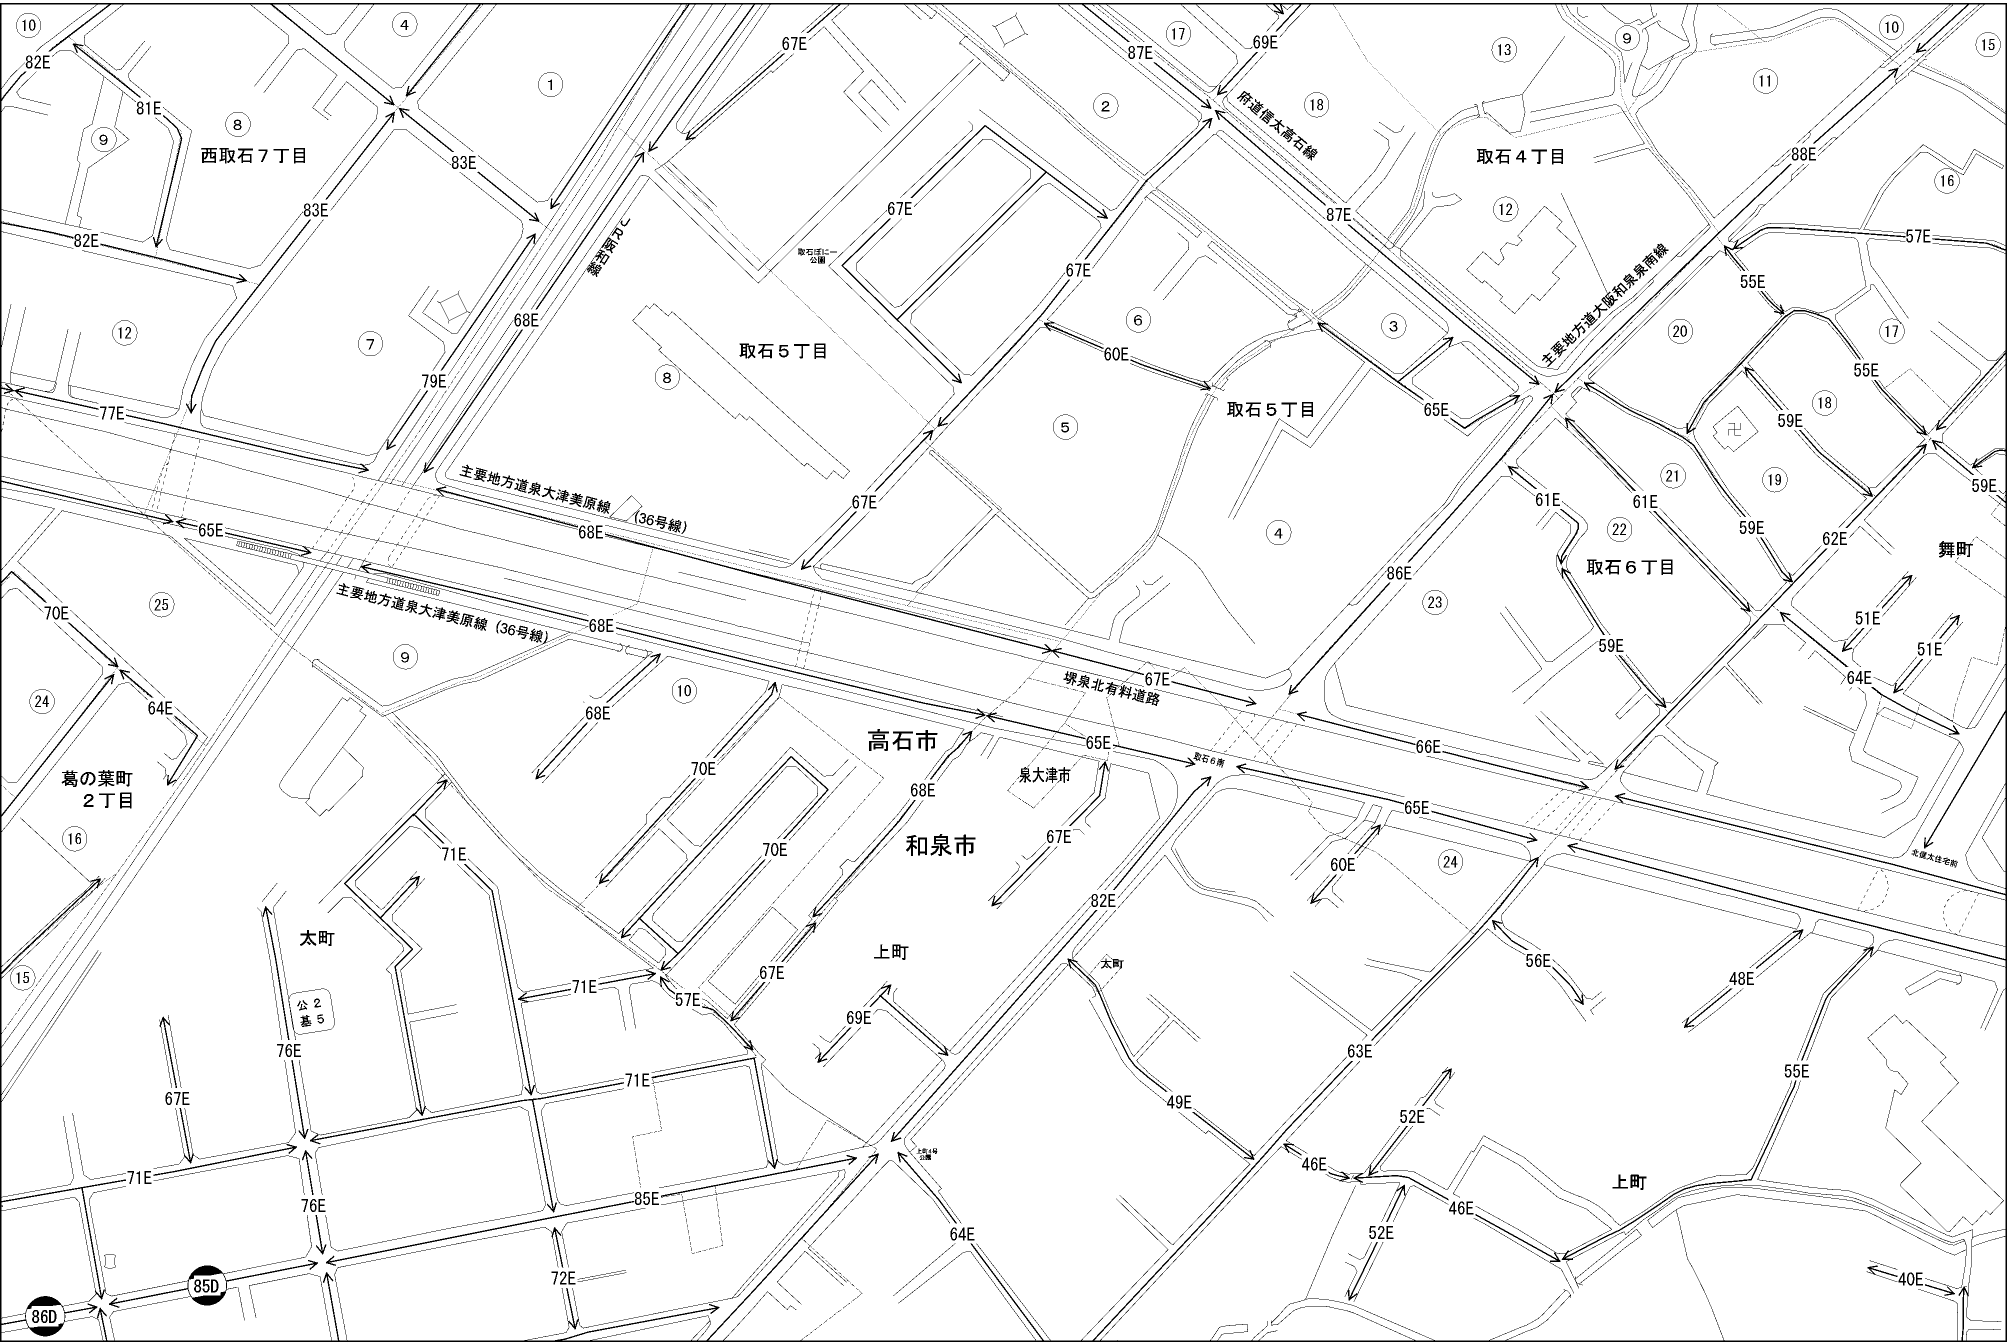 10
4
82E
67E
17
87E
69E
13
9
10
15
1
81E
8
9
西取石７丁目
83E
2
18
府道信太高石線
取石４丁目
11
88E
16
83E
82E
67E
87E
12
57E
JR阪和線
取石ぽにー
公園
67E
55E
主要地方道大阪和泉泉南線
12
7
68E
取石５丁目
8
6
60E
3
20
17
79E
77E
5
取石５丁目
65E
55E
18
59E
卍
主要地方道泉大津美原線
(36号線)
68E
65E
67E
4
61E
21
61E
22
19
59E
59E
62E
舞町
取石６丁目
86E
23
25
70E
主要地方道泉大津美原線
(36号線)
68E
9
10
51E
51E
59E
64E
24
64E
68E
67E
堺泉北有料道路
70E
高石市
65E
取石６南
66E
泉大津市
葛の葉町
２丁目
68E
65E
16
71E
70E
和泉市
67E
60E
24
北信太住宅前
82E
太町
上町
太町
15
公２
基５
71E
57E
67E
69E
56E
48E
76E
63E
55E
67E
71E
49E
52E
71E
上町４号
公園
46E
上町
76E
85E
46E
64E
52E
72E
40E
85D
86D